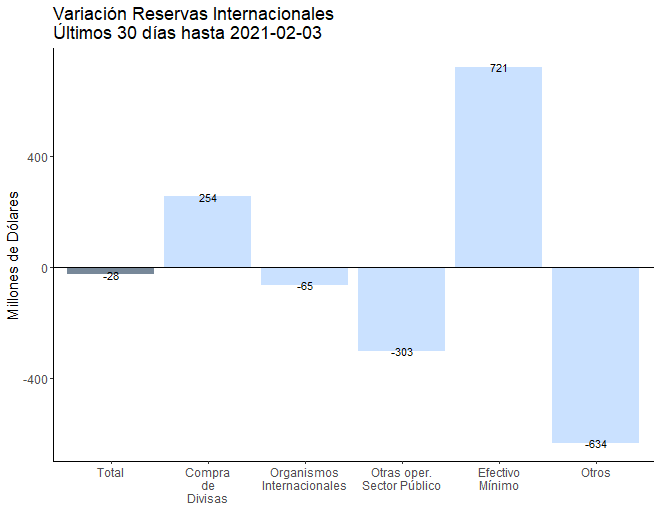 Variación Reservas Internacionales
Últimos 30 días hasta 2021-02-03
Millones de Dólares
400
0
-400
-28
254
-65
-303
721
-634
Total
Compra
de
Divisas
Organismos
Internacionales
Otras oper.
Sector Público
Efectivo
Mínimo
Otros